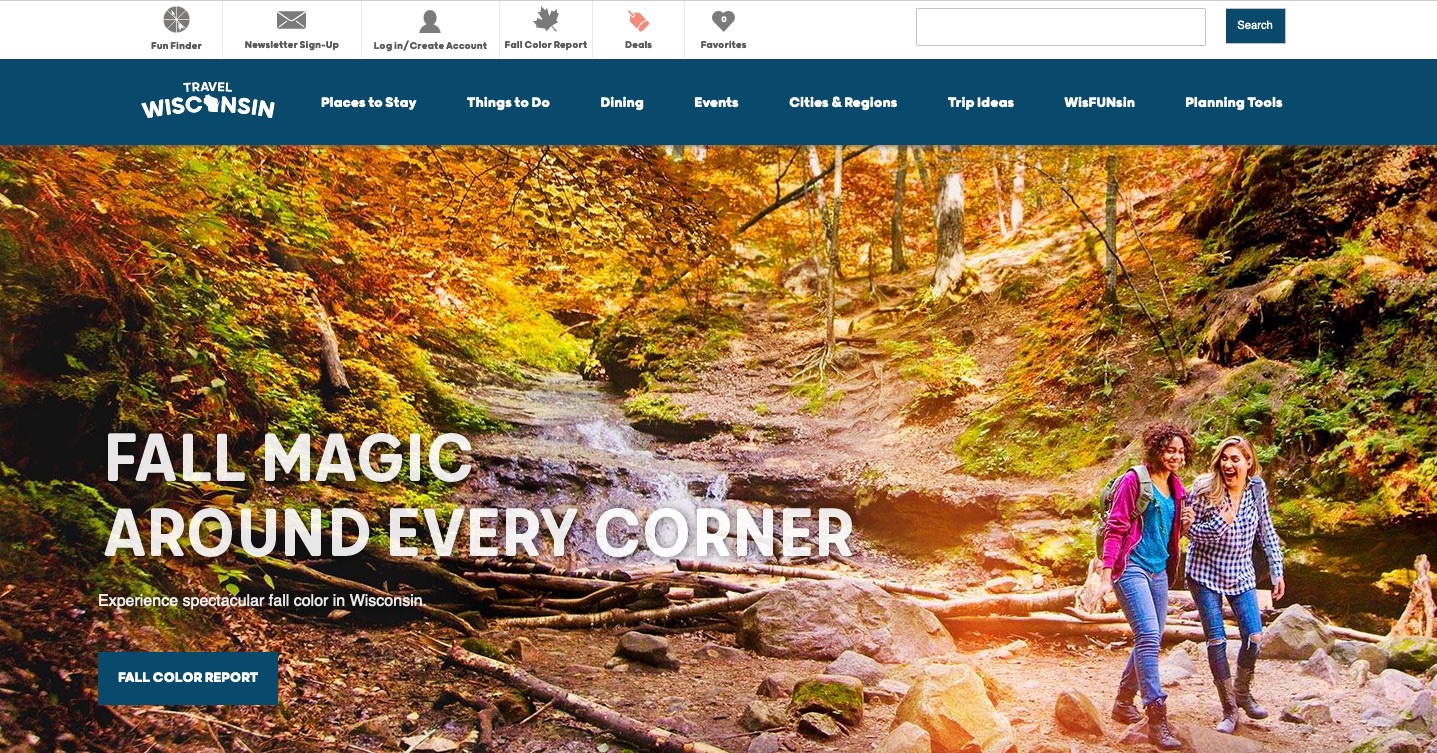 Fun Finder
Newsletter Sign-Up
Log in/Create Account
Fall Color Report
Deals
0
Favorites
Search
TRAVEL
WISCONSIN
Places to Stay
Things to Do
Dining
Events
Cities & Regions
Trip Ideas
WisFUNsin
Planning Tools
FALL MAGIC
AROUND EVERY CORNER
Experience spectacular fall color in Wisconsin.
FALL COLOR REPORT